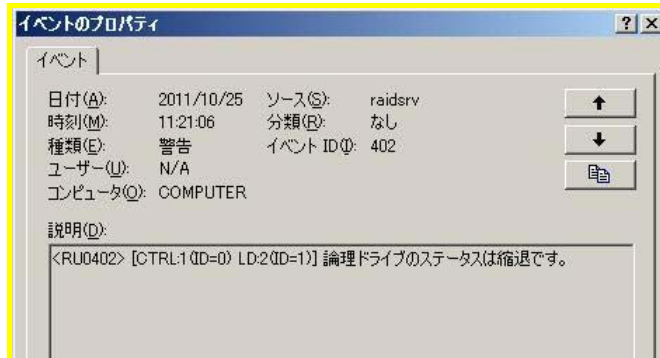 イベントのプロパティ
イベント
日付(A): 2011/10/25 ソース(S): raidsrv
時刻(M): 11:21:06 分類(R): なし
種類(E): 警告 イベント ID(I): 402
ユーザー(U): N/A
コンピュータ(O): COMPUTER
説明(D):
<RU0402> [CTRL:1(ID=0) LD:2(ID=1)] 論理ドライブのステータスは縮退です。